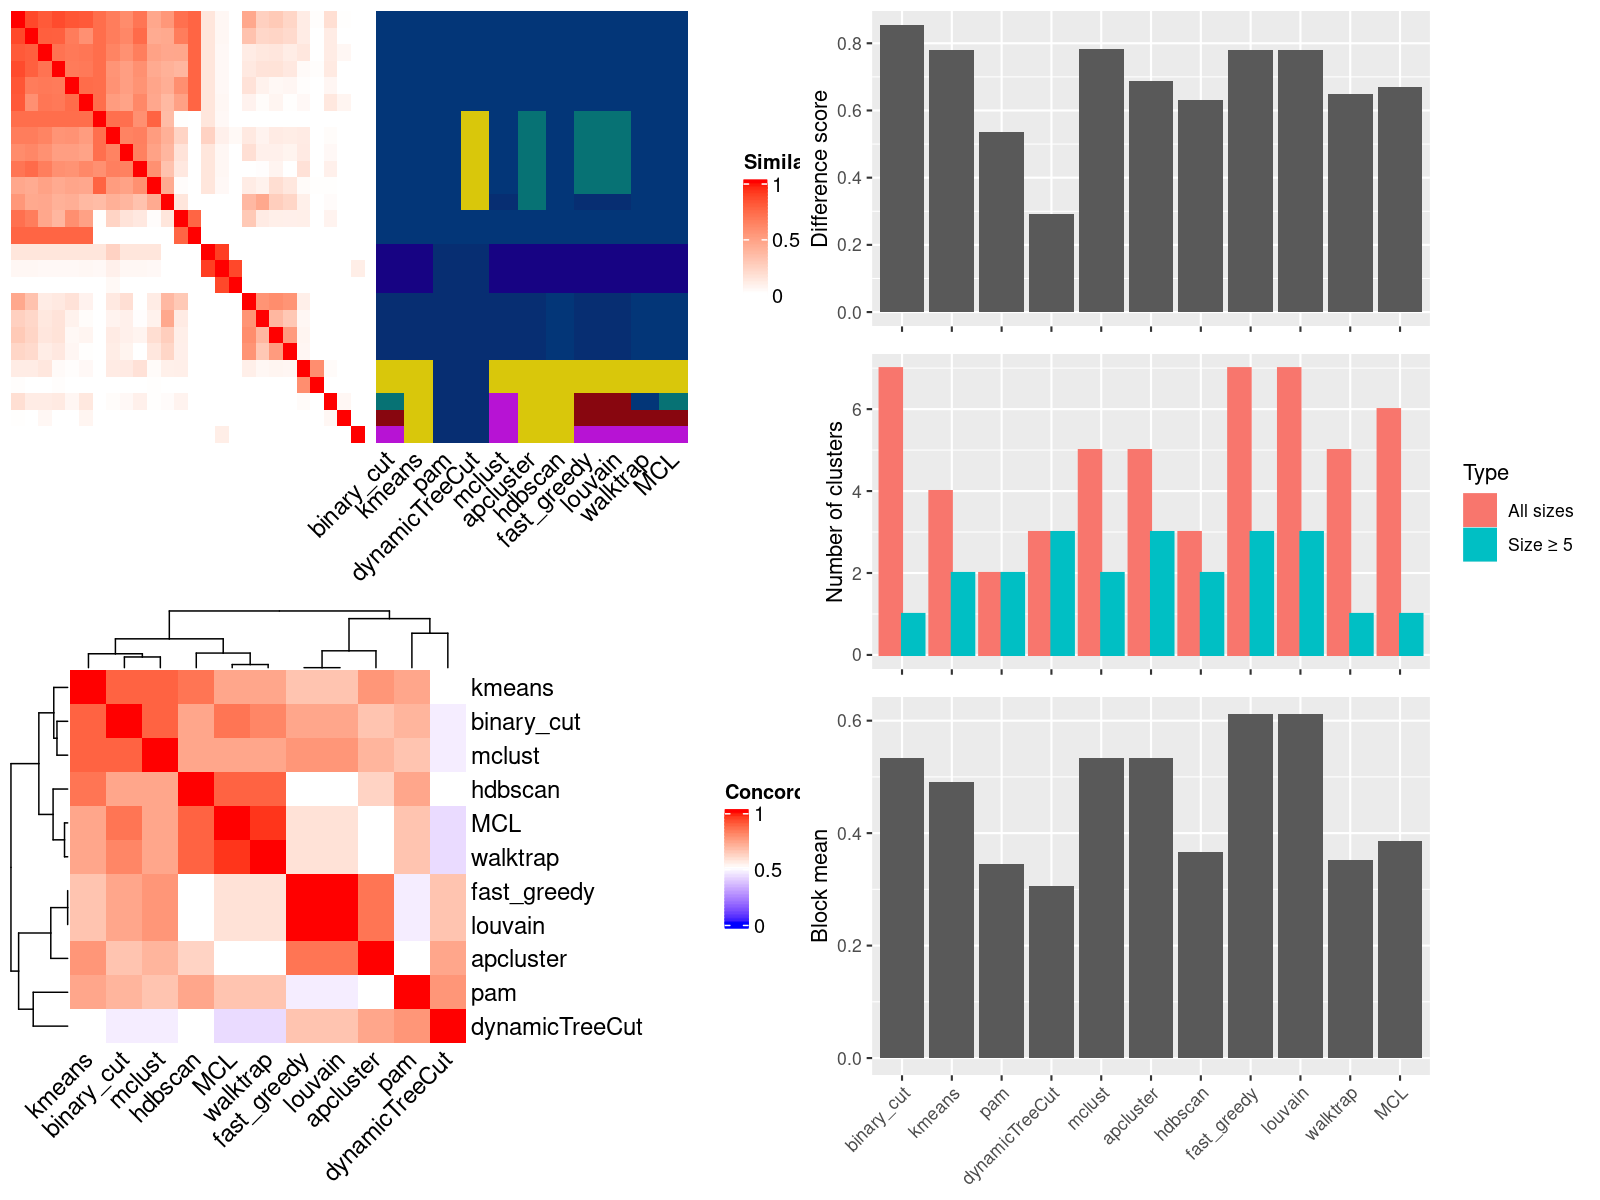 Simila
1
0.5
0
binary_cut
kmeans
pam
dynamicTreeCut
mclust
apcluster
hdbscan
fast_greedy
louvain
walktrap
MCL
kmeans
binary_cut
mclust
hdbscan
MCL
walktrap
fast_greedy
louvain
apcluster
pam
dynamicTreeCut
kmeans
binary_cut
mclust
hdbscan
MCL
walktrap
fast_greedy
louvain
apcluster
pam
dynamicTreeCut
Concord
1
0.5
0
Difference score
0.8
0.6
0.4
0.2
0.0
Number of clusters
6
4
2
0
Type
All sizes
Size ≥ 5
Block mean
0.6
0.4
0.2
0.0
binary_cut
kmeans
pam
dynamicTreeCut
mclust
apcluster
hdbscan
fast_greedy
louvain
walktrap
MCL